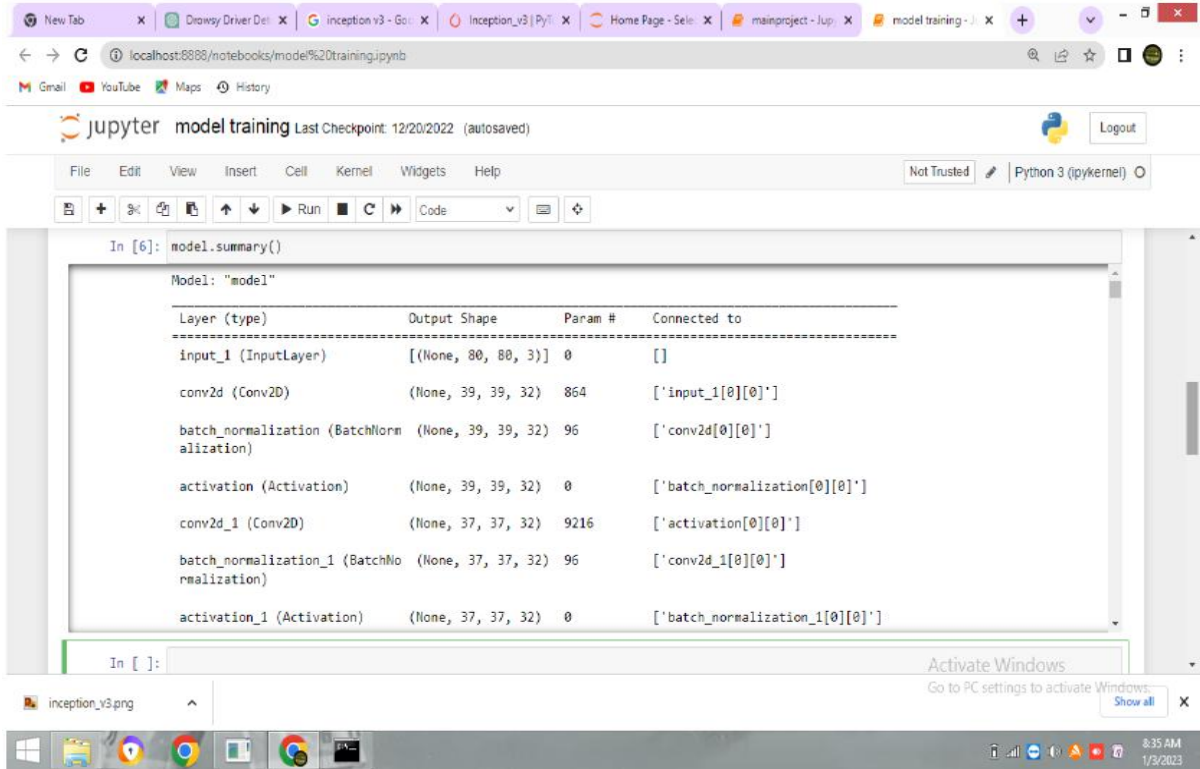 New Tab
Drowsy Driver Det
inception v3 - Goo
inception_v3 | PyT
Home Page - Sele
mainproject - Jup
model training - J
localhost:8888/notebooks/model%20training.ipynb
Gmail YouTube Maps History
jupyter model training Last Checkpoint: 12/20/2022 (autosaved)
Logout
File Edit View Insert Cell Kernel Widgets Help
Not Trusted
Python 3 (ipykernel)
Run
Code
In [6]: model.summary()
Model: "model"
Layer (type) Output Shape Param # Connected to
input_1 (InputLayer) [(None, 80, 80, 3)] 0 []
conv2d (Conv2D) (None, 39, 39, 32) 864 ['input_1[0][0]']
batch_normalization (BatchNorm (None, 39, 39, 32) 96 ['conv2d[0][0]']
alization)
activation (Activation) (None, 39, 39, 32) 0 ['batch_normalization[0][0]']
conv2d_1 (Conv2D) (None, 37, 37, 32) 9216 ['activation[0][0]']
batch_normalization_1 (BatchNo (None, 37, 37, 32) 96 ['conv2d_1[0][0]']
rmalization)
activation_1 (Activation) (None, 37, 37, 32) 0 ['batch_normalization_1[0][0]']
In [ ]:
Activate Windows
Go to PC settings to activate Windows.
inception_v3.png
Show all
8:35 AM
1/3/2023